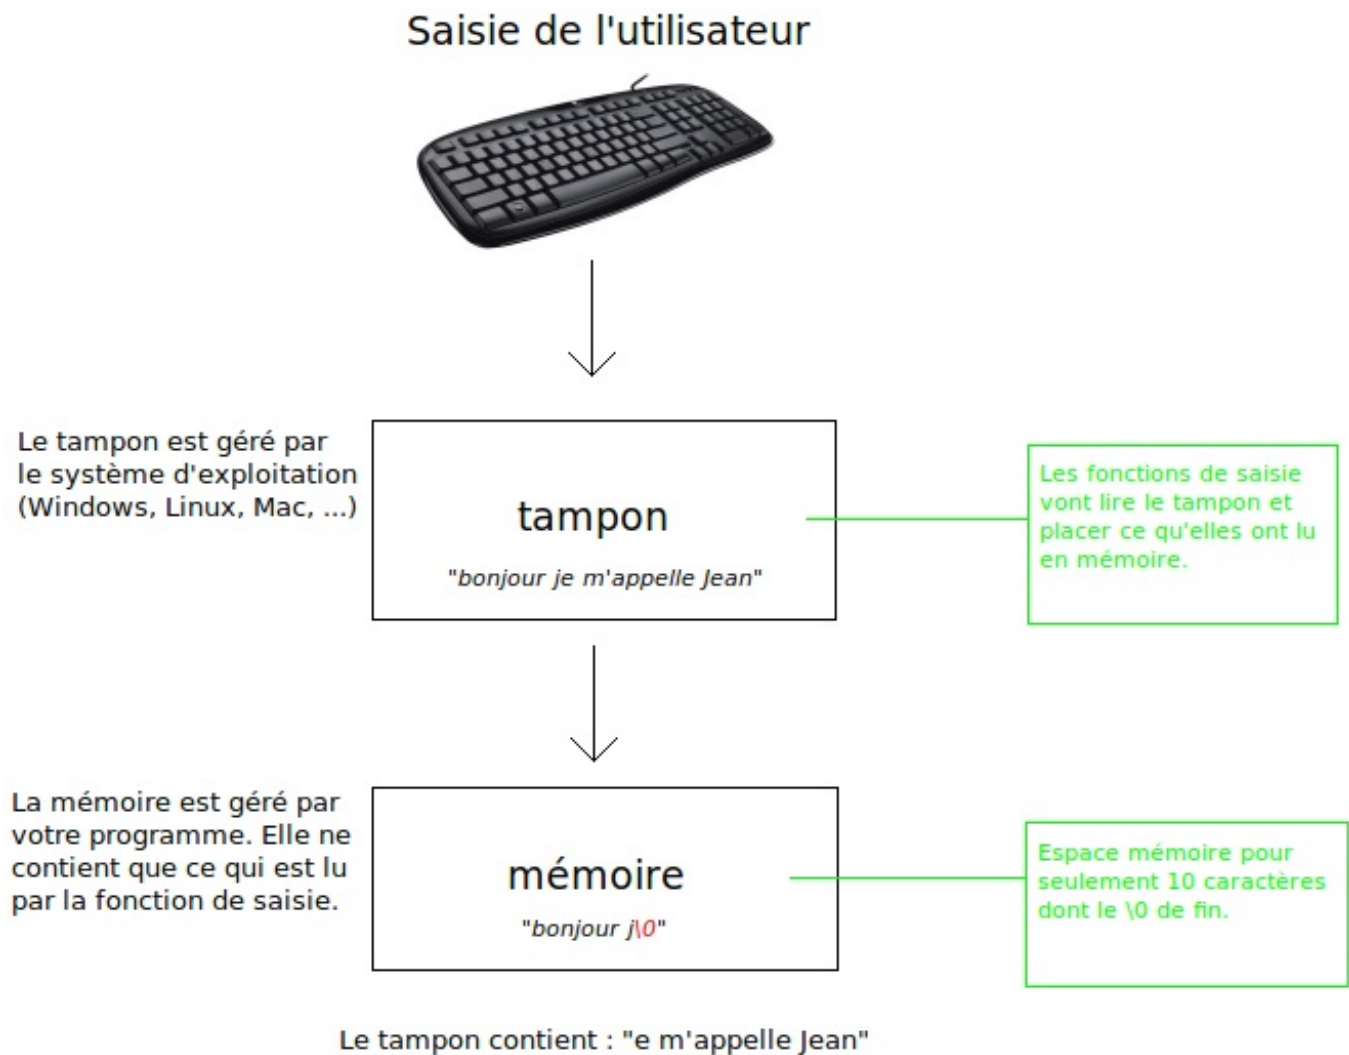 Saisie de l'utilisateur
Le tampon est géré par
le système d'exploitation
(Windows, Linux, Mac, ...)
tampon
"bonjour je m'appelle Jean"
Les fonctions de saisie
vont lire le tampon et
placer ce qu'elles ont lu
en mémoire.
La mémoire est géré par
votre programme. Elle ne
contient que ce qui est lu
par la fonction de saisie.
mémoire
"bonjour j\0"
Espace mémoire pour
seulement 10 caractères
dont le \0 de fin.
Le tampon contient : "e m'appelle Jean"